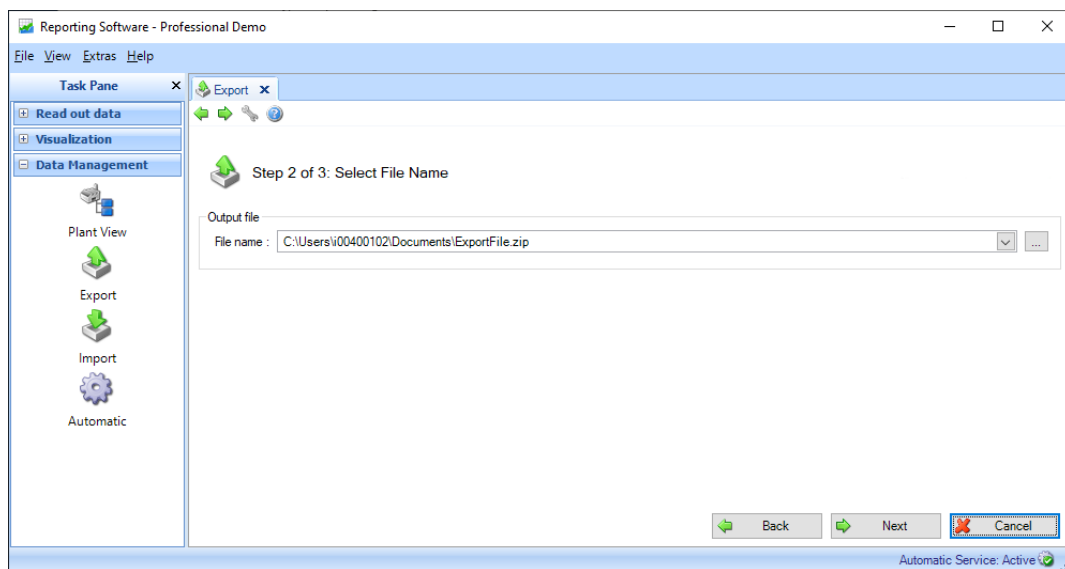 Reporting Software - Professional Demo
File View Extras Help
Task Pane
Export
Read out data
Visualization
Data Management
Plant View
Export
Import
Automatic
Step 2 of 3: Select File Name
Output file
File name : C:\Users\i00400102\Documents\ExportFile.zip
...
Back Next Cancel
Automatic Service: Active